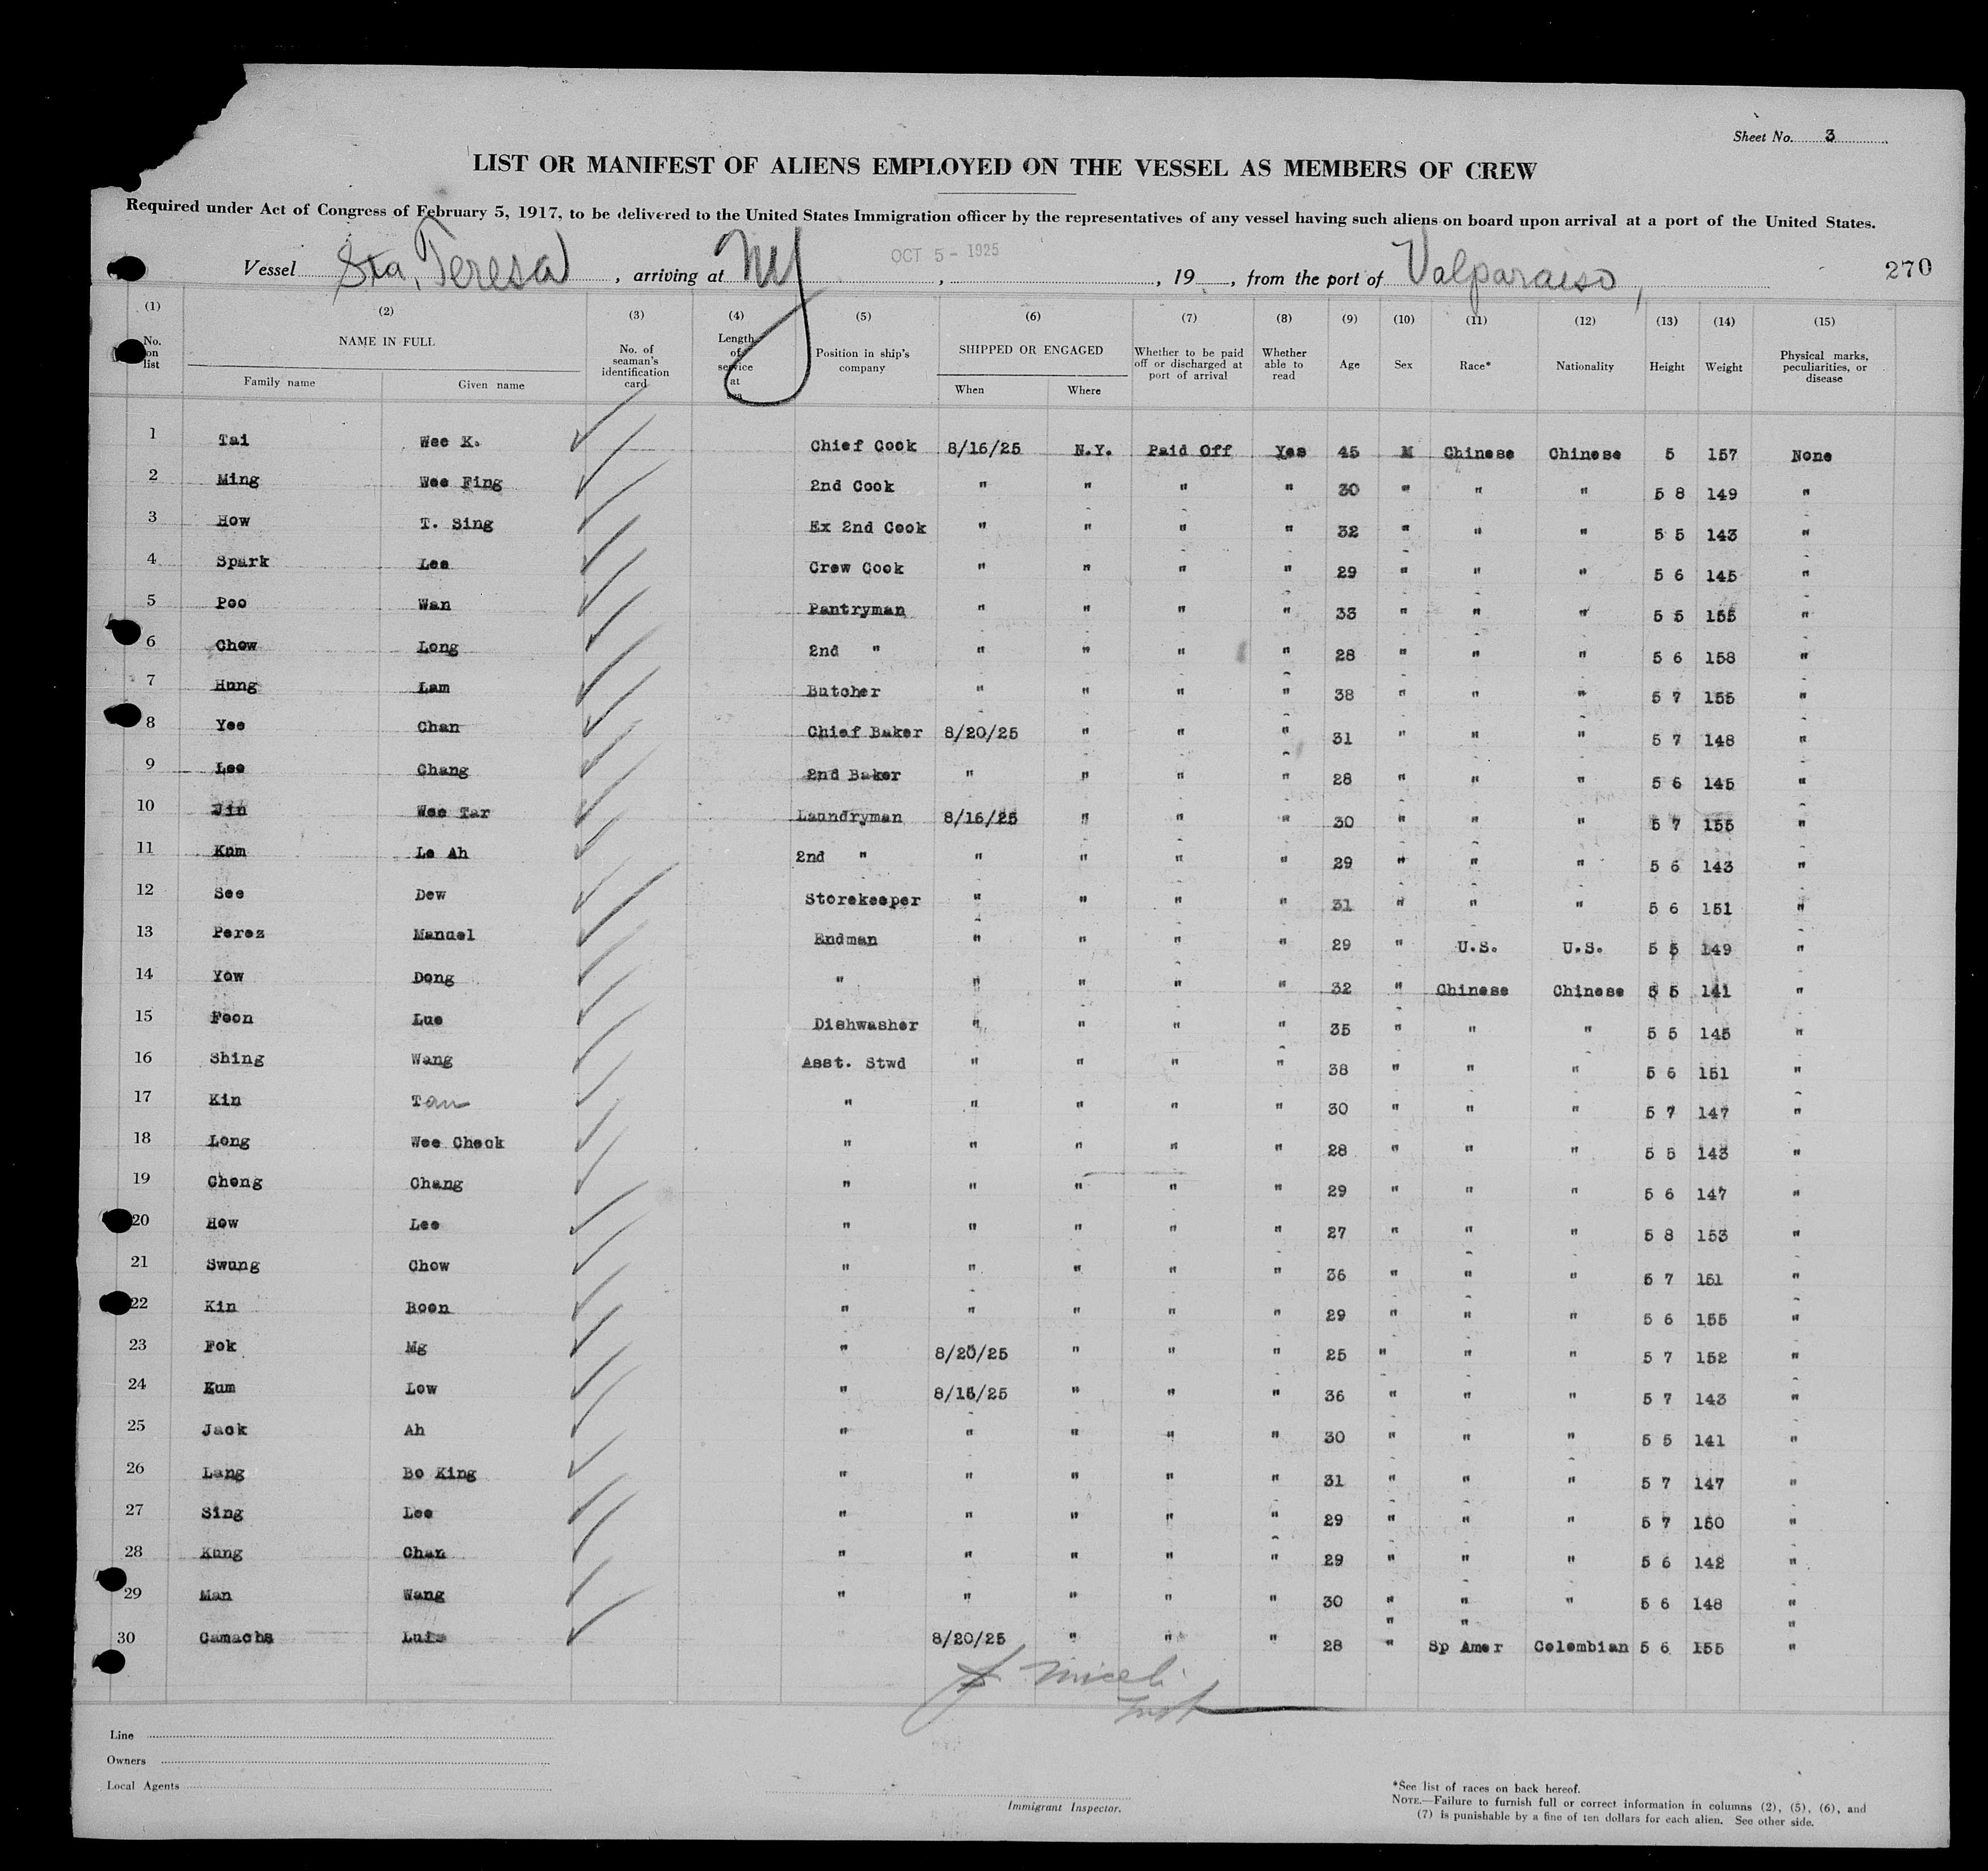 Sheet No. 3
LIST OR MANIFEST OF ALIENS EMPLOYED ON THE VESSEL AS MEMBERS OF CREW
Required under Act of Congress of February 5, 1917, to be delivered to the United States Immigration officer by the representatives of any vessel having such aliens on board upon arrival at a port of the United States.
Vessel Sta. Teresa, arriving at NY OCT 5 - 1925, 19__, from the port of Valparaiso, 270
(1) (2) (3) (4) (5) (6) (7) (8) (9) (10) (11) (12) (13) (14) (15)
No. on list NAME IN FULL Family name Given name No. of seaman's identification card Length of service at sea Position in ship's company SHIPPED OR ENGAGED When Where Whether to be paid off or discharged at port of arrival Whether able to read Age Sex Race* Nationality Height Weight Physical marks, peculiarities, or disease
1 Tai Wee K. Chief Cook 8/16/25 N.Y. Paid Off Yes 45 M Chinese Chinese 5 157 None
2 Ming Wee Fing 2nd Cook " " " " 30 " " " 5 8 149 "
3 How T. Sing Ex 2nd Cook " " " " 32 " " " 5 5 143 "
4 Spark Lee Crew Cook " " " " 29 " " " 5 6 145 "
5 Poo Wan Pantryman " " " " 33 " " " 5 5 155 "
6 Chow Long 2nd " " " " " 28 " " " 5 6 158 "
7 Hung Lam Butcher " " " " 38 " " " 5 7 155 "
8 Yee Chan Chief Baker 8/20/25 " " " 31 " " " 5 7 148 "
9 Lee Chang 2nd Baker " " " " 28 " " " 5 6 145 "
10 Jin Wee Tar Laundryman 8/16/25 " " " 30 " " " 5 7 155 "
11 Kum Le Ah 2nd " " " " " 29 " " " 5 6 143 "
12 See Dew Storekeeper " " " " 31 " " " 5 6 151 "
13 Perez Manuel Endman " " " " 29 " U.S. U.S. 5 5 149 "
14 Yow Dong " " " " " 32 " Chinese Chinese 5 5 141 "
15 Foon Lue Dishwasher " " " " 35 " " " 5 5 145 "
16 Shing Wang Asst. Stwd " " " " 38 " " " 5 6 151 "
17 Kin Tan " " " " " 30 " " " 5 7 147 "
18 Long Wee Cheok " " " " " 28 " " " 5 5 143 "
19 Cheng Chang " " " " " 29 " " " 5 6 147 "
20 How Lee " " " " " 27 " " " 5 8 153 "
21 Swung Chow " " " " " 36 " " " 5 7 151 "
22 Kin Boon " " " " " 29 " " " 5 6 155 "
23 Fok Mg " 8/20/25 " " " 25 " " " 5 7 152 "
24 Kum Low " 8/16/25 " " " 36 " " " 5 7 143 "
25 Jack Ah " " " " " 30 " " " 5 5 141 "
26 Lang Bo King " " " " " 31 " " " 5 7 147 "
27 Sing Lee " " " " " 29 " " " 5 7 150 "
28 Kung Chan " " " " " 29 " " " 5 6 142 "
29 Man Wang " " " " " 30 " " " 5 6 148 "
30 Camacha Luis 8/20/25 " " " 28 " Sp Amer Colombian 5 6 155 "
J. Miceli
Insp
Line
Owners
Local Agents
Immigrant Inspector.
*See list of races on back hereof.
NOTE.—Failure to furnish full or correct information in columns (2), (5), (6), and
(7) is punishable by a fine of ten dollars for each alien. See other side.